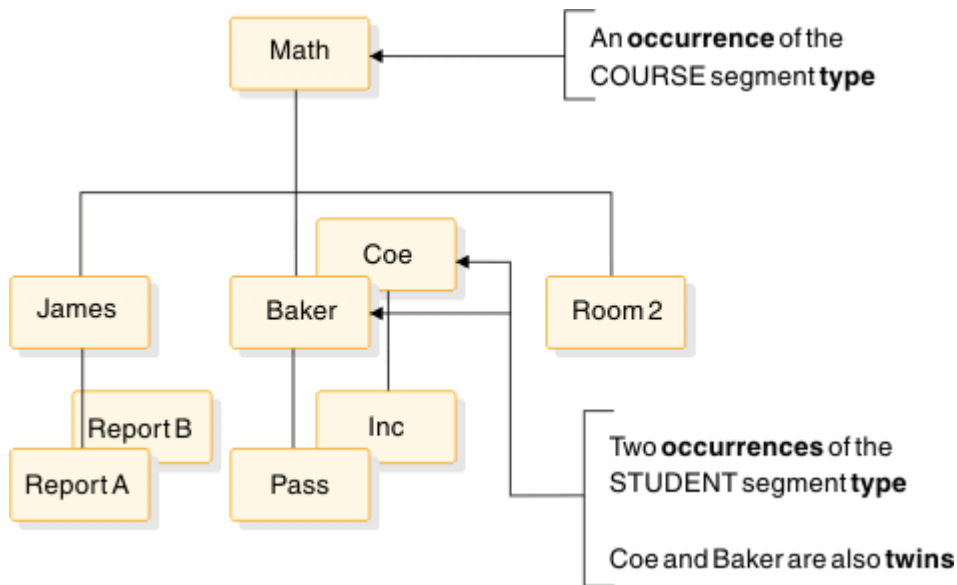 Math
An occurrence of the
COURSE segment type
Coe
James
Baker
Room 2
Report B
Inc
Report A
Pass
Two occurrences of the
STUDENT segment type
Coe and Baker are also twins